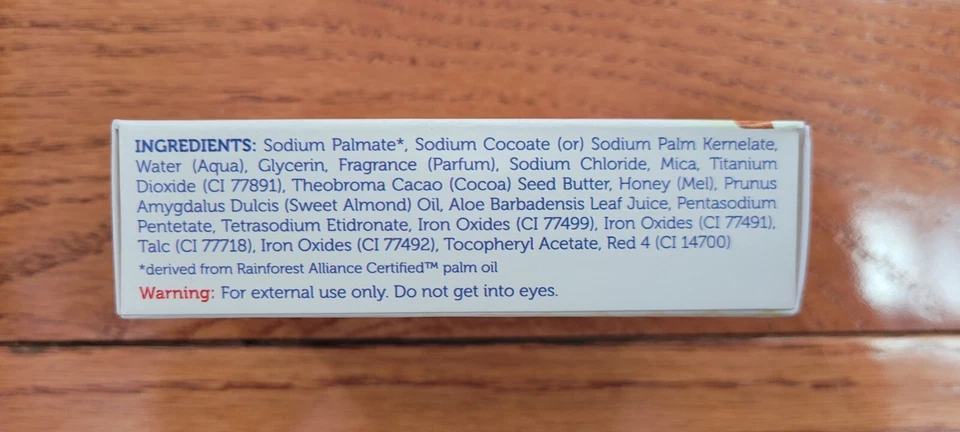 INGREDIENTS: Sodium Palmate*, Sodium Cocoate (or) Sodium Palm Kernelate,
Water (Aqua), Glycerin, Fragrance (Parfum), Sodium Chloride, Mica, Titanium
Dioxide (CI 77891), Theobroma Cacao (Cocoa) Seed Butter, Honey (Mel), Prunus
Amygdalus Dulcis (Sweet Almond) Oil, Aloe Barbadensis Leaf Juice, Pentasodium
Pentetate, Tetrasodium Etidronate, Iron Oxides (CI 77499), Iron Oxides (CI 77491),
Talc (CI 77718), Iron Oxides (CI 77492), Tocopheryl Acetate, Red 4 (CI 14700)
*derived from Rainforest Alliance Certified™ palm oil
Warning: For external use only. Do not get into eyes.